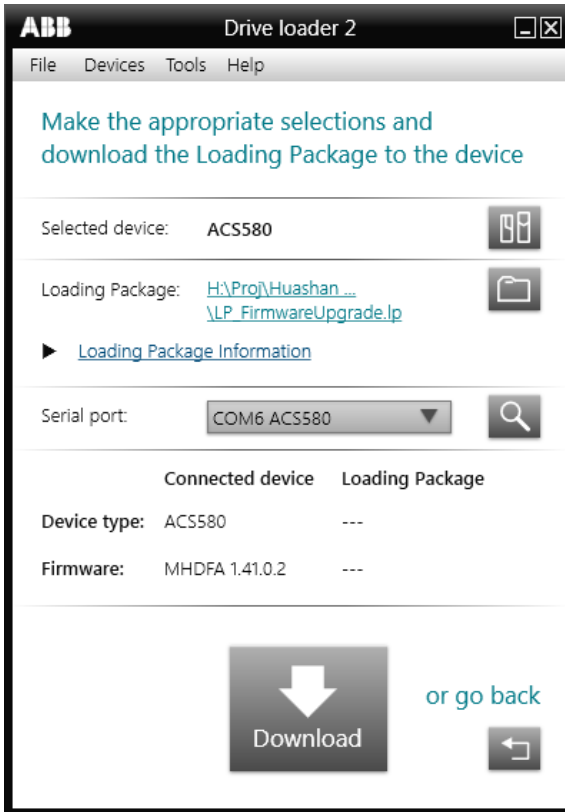 ABB Drive loader 2
File Devices Tools Help
Make the appropriate selections and
download the Loading Package to the device
Selected device: ACS580
Loading Package: H:\Proj\Huashan ...
\LP_FirmwareUpgrade.lp
Loading Package Information
Serial port: COM6 ACS580
Connected device Loading Package
Device type: ACS580 ---
Firmware: MHDFA 1.41.0.2 ---
Download
or go back